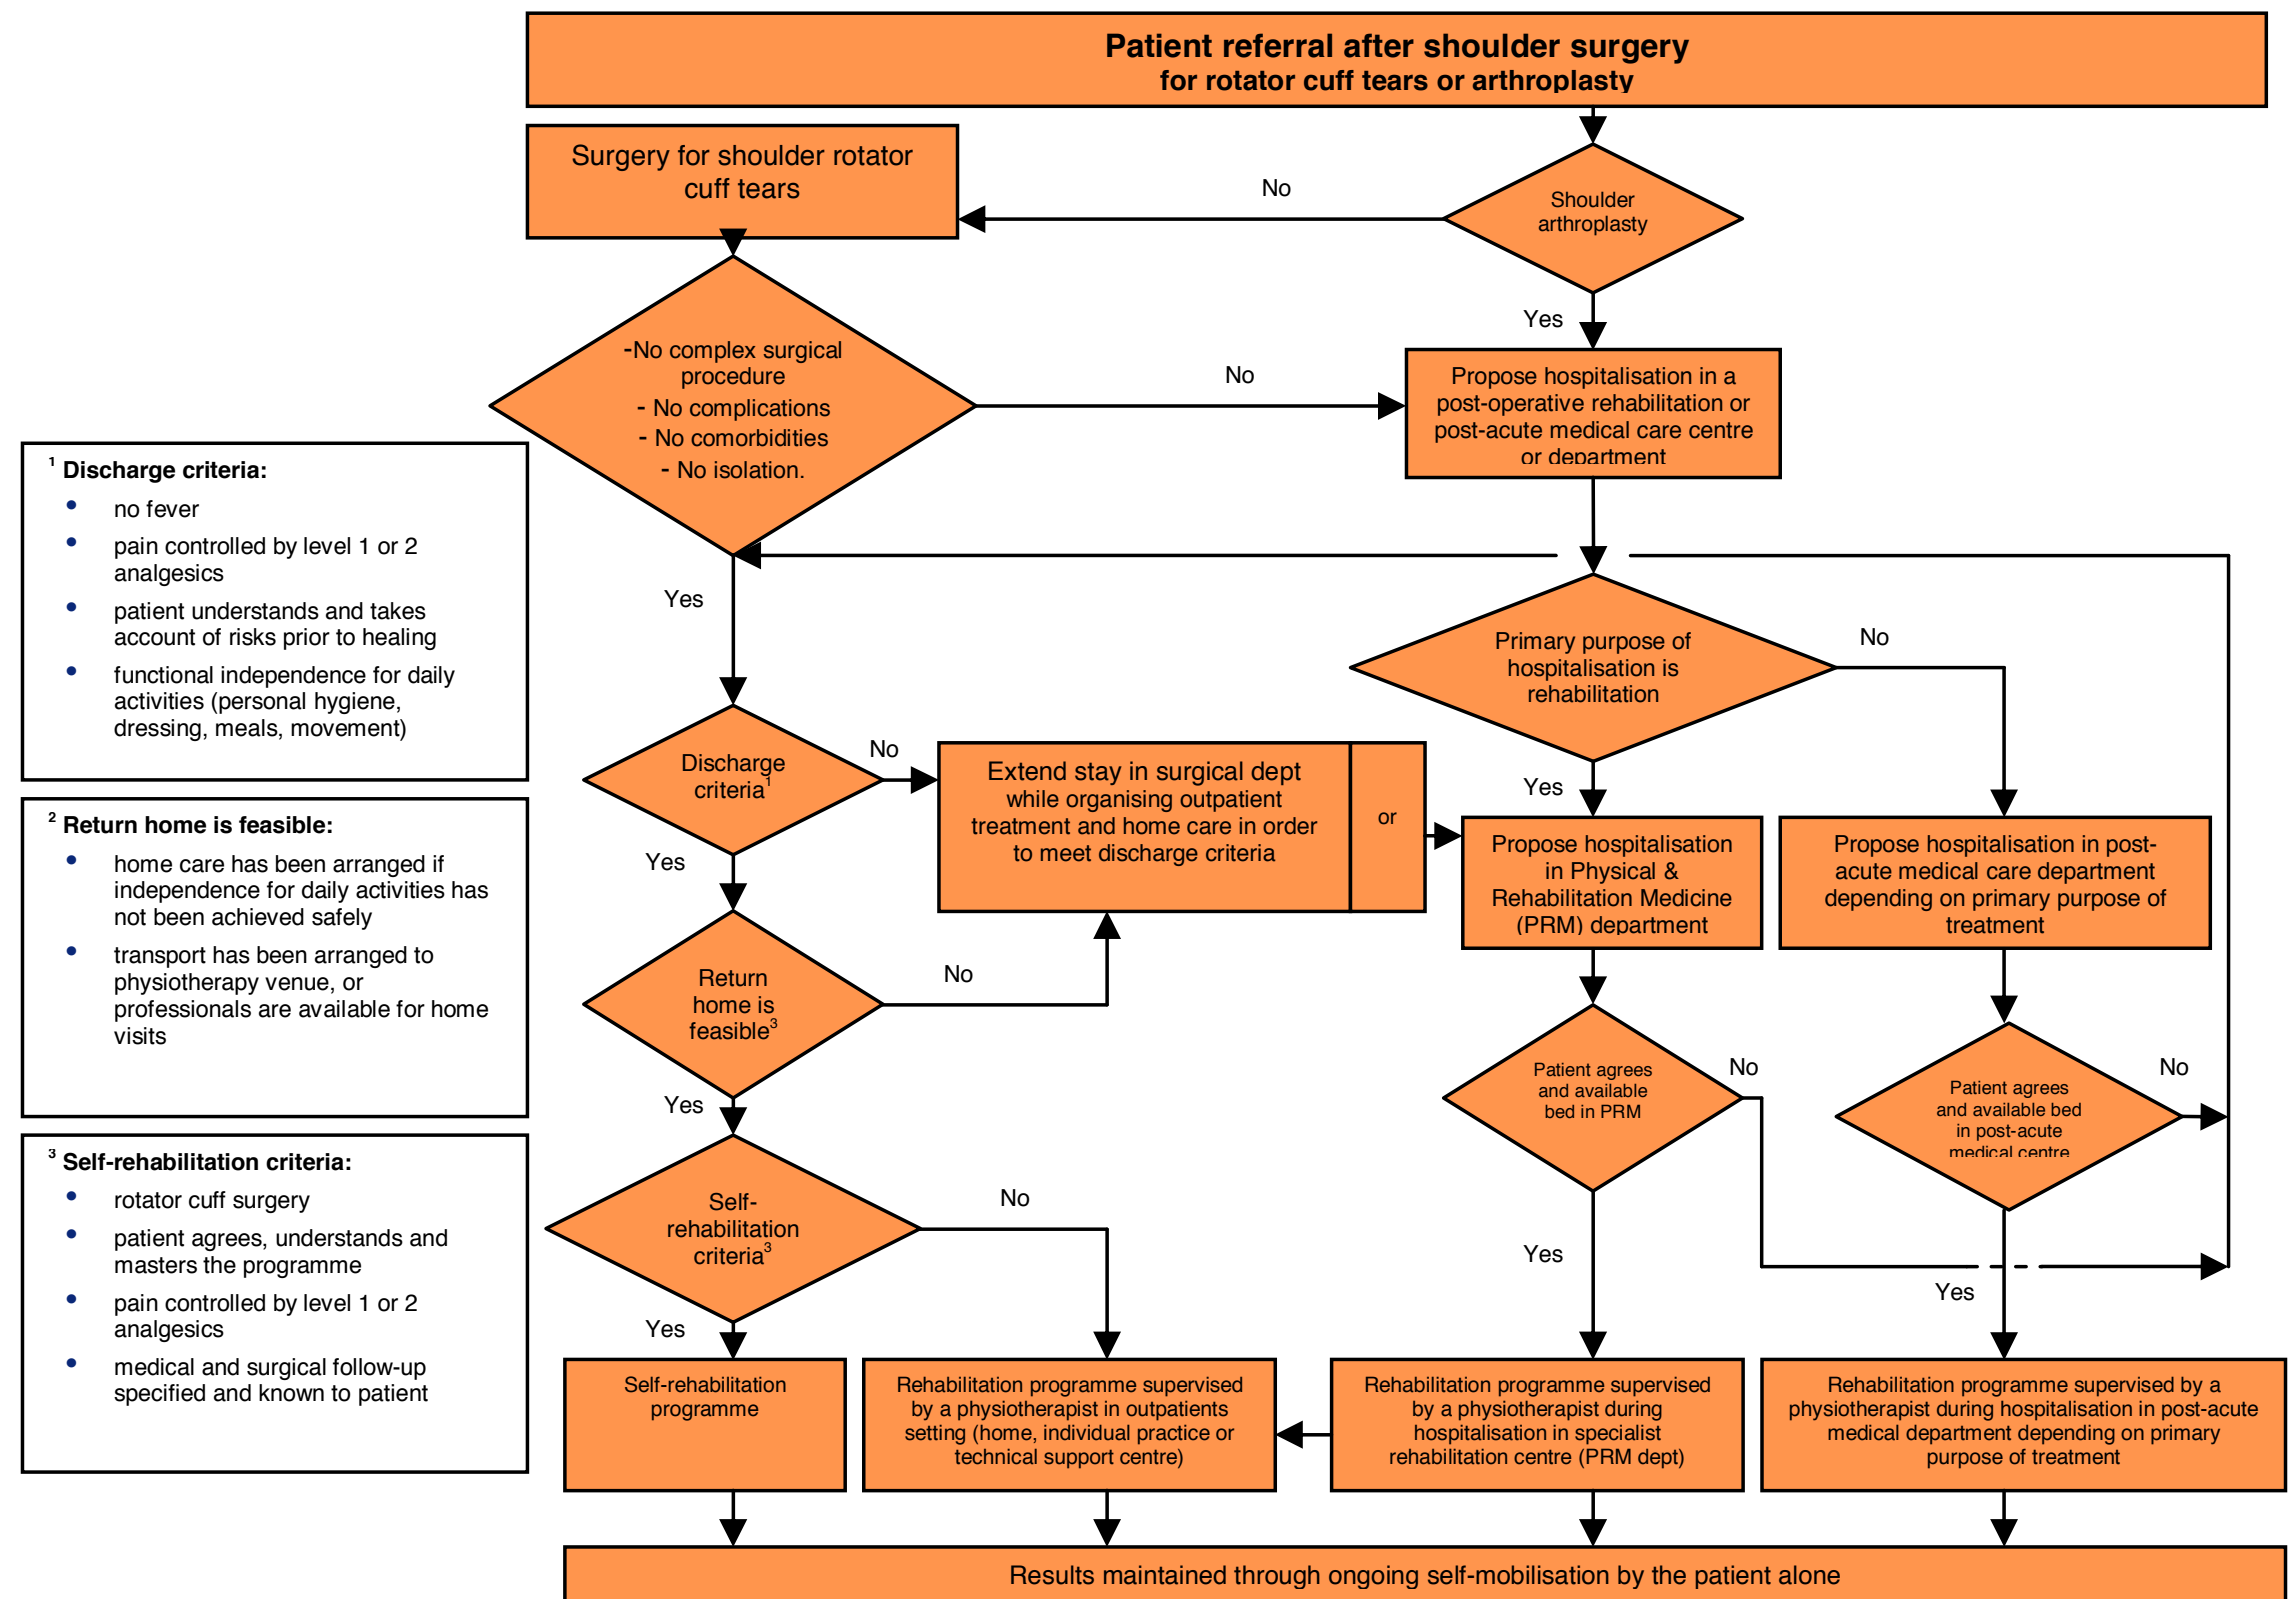 Patient referral after shoulder surgery
for rotator cuff tears or arthroplasty
Surgery for shoulder rotator
cuff tears
No
Shoulder
arthroplasty
Yes
-No complex surgical
procedure
- No complications
- No comorbidities
- No isolation.
No
Propose hospitalisation in a
post-operative rehabilitation or
post-acute medical care centre
or department
1 Discharge criteria:
• no fever
• pain controlled by level 1 or 2
analgesics
• patient understands and takes
account of risks prior to healing
• functional independence for daily
activities (personal hygiene,
dressing, meals, movement)
Yes
Primary purpose of
hospitalisation is
rehabilitation
No
Yes
Discharge
criteria1
No
Extend stay in surgical dept
while organising outpatient
treatment and home care in order
to meet discharge criteria
or
Propose hospitalisation
in Physical &
Rehabilitation Medicine
(PRM) department
Propose hospitalisation in post-
acute medical care department
depending on primary purpose of
treatment
Yes
2 Return home is feasible:
• home care has been arranged if
independence for daily activities has
not been achieved safely
• transport has been arranged to
physiotherapy venue, or
professionals are available for home
visits
Return
home is
feasible3
No
Yes
Patient agrees
and available
bed in PRM
No
Patient agrees
and available bed
in post-acute
medical centre
No
3 Self-rehabilitation criteria:
• rotator cuff surgery
• patient agrees, understands and
masters the programme
• pain controlled by level 1 or 2
analgesics
• medical and surgical follow-up
specified and known to patient
Self-
rehabilitation
criteria3
No
Yes
Yes
Yes
Self-rehabilitation
programme
Rehabilitation programme supervised
by a physiotherapist in outpatients
setting (home, individual practice or
technical support centre)
Rehabilitation programme supervised
by a physiotherapist during
hospitalisation in specialist
rehabilitation centre (PRM dept)
Rehabilitation programme supervised by a
physiotherapist during hospitalisation in post-acute
medical department depending on primary
purpose of treatment
Results maintained through ongoing self-mobilisation by the patient alone